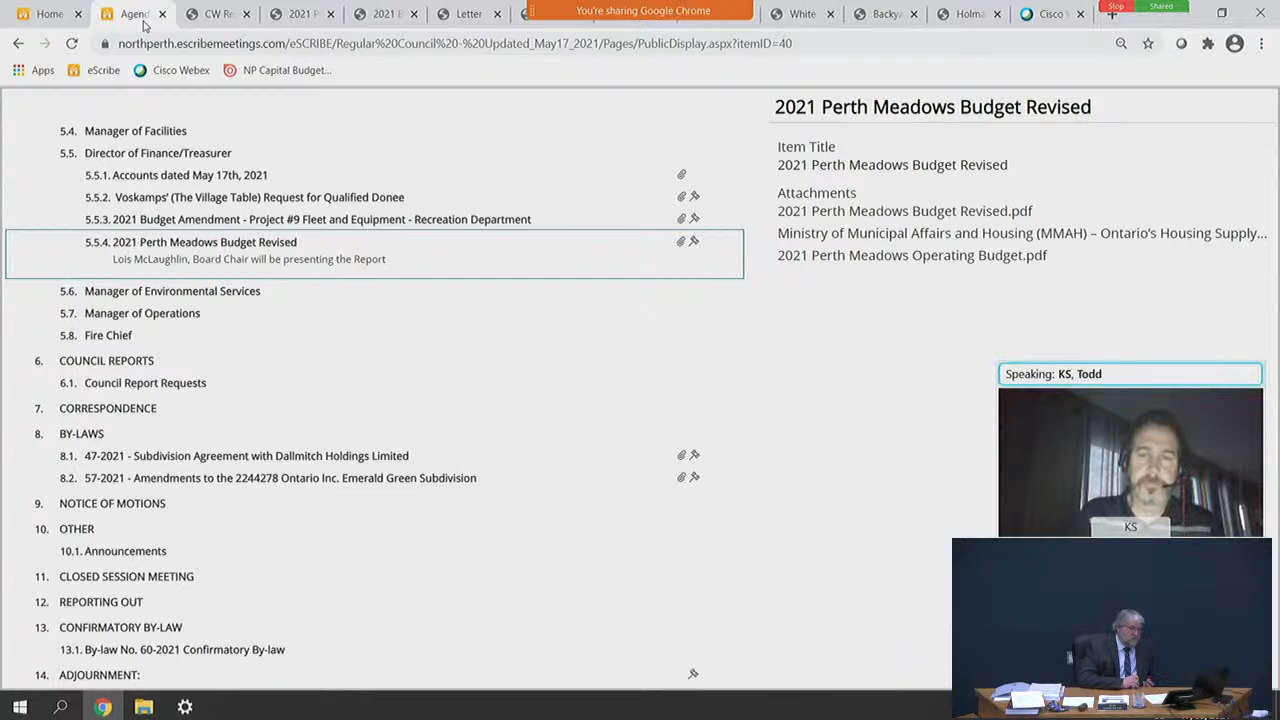 Home
Agend
CW Re
2021 P
2021 B
Letter
You're sharing Google Chrome
White
Backya
Holma
Cisco W
Stop
Shared
northperth.escribemeetings.com/eSCRIBE/Regular%20Council%20-%20Updated_May17_2021/Pages/PublicDisplay.aspx?itemID=40
Apps
eScribe
Cisco Webex
NP Capital Budget...
5.4. Manager of Facilities
5.5. Director of Finance/Treasurer
5.5.1. Accounts dated May 17th, 2021
5.5.2. Voskamps' (The Village Table) Request for Qualified Donee
5.5.3. 2021 Budget Amendment - Project #9 Fleet and Equipment - Recreation Department
5.5.4. 2021 Perth Meadows Budget Revised
Lois McLaughlin, Board Chair will be presenting the Report
5.6. Manager of Environmental Services
5.7. Manager of Operations
5.8. Fire Chief
6. COUNCIL REPORTS
6.1. Council Report Requests
7. CORRESPONDENCE
8. BY-LAWS
8.1. 47-2021 - Subdivision Agreement with Dallmitch Holdings Limited
8.2. 57-2021 - Amendments to the 2244278 Ontario Inc. Emerald Green Subdivision
9. NOTICE OF MOTIONS
10. OTHER
10.1. Announcements
11. CLOSED SESSION MEETING
12. REPORTING OUT
13. CONFIRMATORY BY-LAW
13.1. By-law No. 60-2021 Confirmatory By-law
14. ADJOURNMENT:
2021 Perth Meadows Budget Revised
Item Title
2021 Perth Meadows Budget Revised
Attachments
2021 Perth Meadows Budget Revised.pdf
Ministry of Municipal Affairs and Housing (MMAH) – Ontario's Housing Supply...
2021 Perth Meadows Operating Budget.pdf
Speaking: KS, Todd
KS